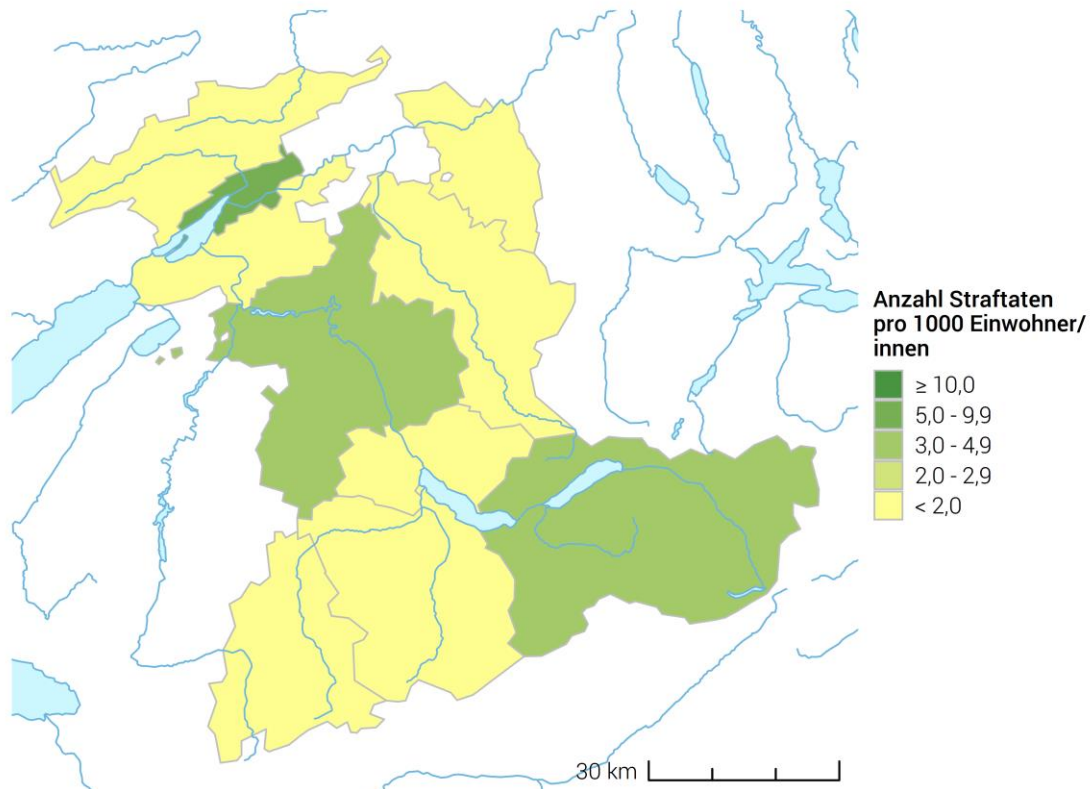 Anzahl Straftaten
pro 1000 Einwohner/
innen
≥ 10,0
5,0 - 9,9
3,0 - 4,9
2,0 - 2,9
< 2,0
30 km